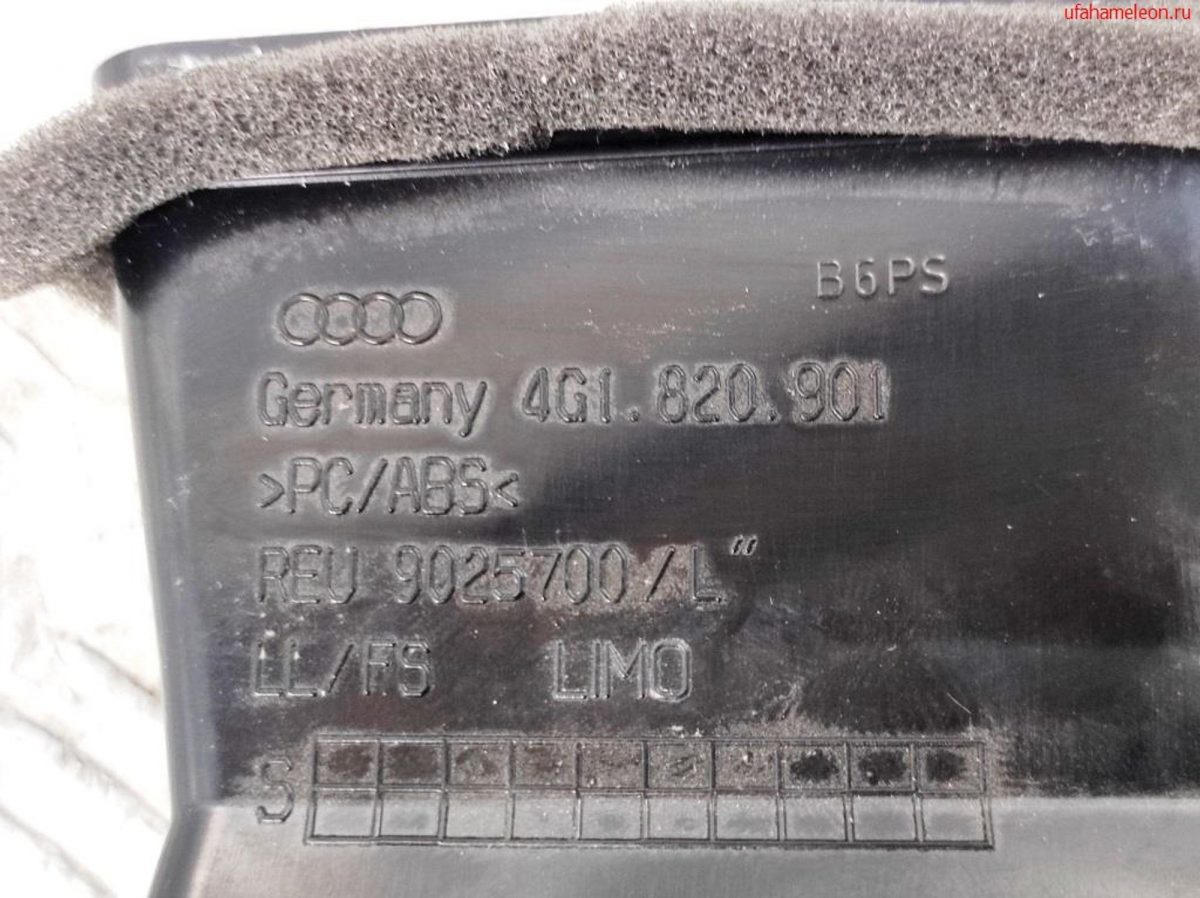 ufahameleon.ru
B6PS
Germany 4G1.820.901
>PC/ABS<
REU 9025700/L"
LL/FS LIMO
S